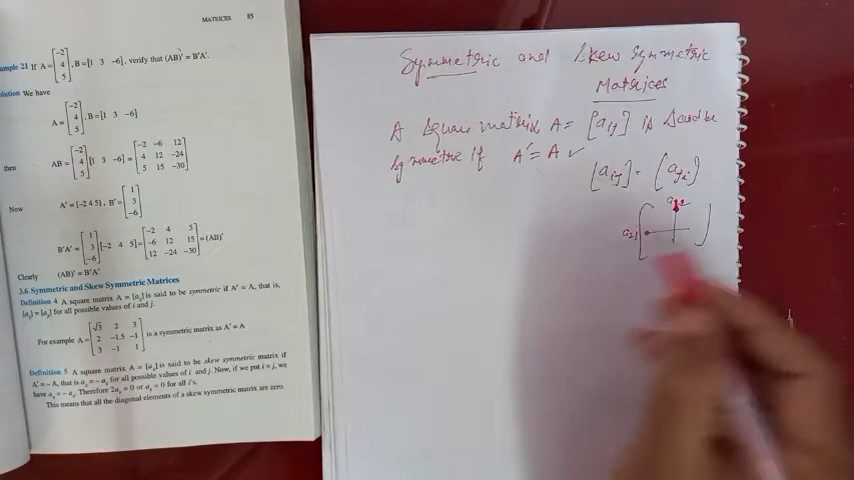 MATRICES 85
ample 21 If A = [-2 4 5], B = [1 3 -6], verify that (AB)' = B'A'.
lution We have
A = [-2 4 5], B = [1 3 -6]
then AB = [-2 4 5] [1 3 -6] = [-2 -6 12 4 12 -24 5 15 -30]
Now A' = [-2 4 5], B' = [1 3 -6]
B'A' = [1 3 -6] [-2 4 5] = [-2 4 5 -6 12 15 12 -24 -30] = (AB)'
Clearly (AB)' = B'A'
3.6 Symmetric and Skew Symmetric Matrices
Definition 4 A square matrix A = [aij] is said to be symmetric if A' = A, that is,
[aij] = [aji] for all possible values of i and j.
For example A = [√3 2 3 2 -1.5 -1 3 -1 1] is a symmetric matrix as A' = A
Definition 5 A square matrix A = [aij] is said to be skew symmetric matrix if
A' = – A, that is aji = – aij for all possible values of i and j. Now, if we put i = j, we
have aii = – aii. Therefore 2aii = 0 or aii = 0 for all i's.
This means that all the diagonal elements of a skew symmetric matrix are zero.
Symmetric and Skew Symmetric
Matrices
A square matrix A = [aij] is said be
symmetric if A' = A ✓
[aij] = [aji]
a21